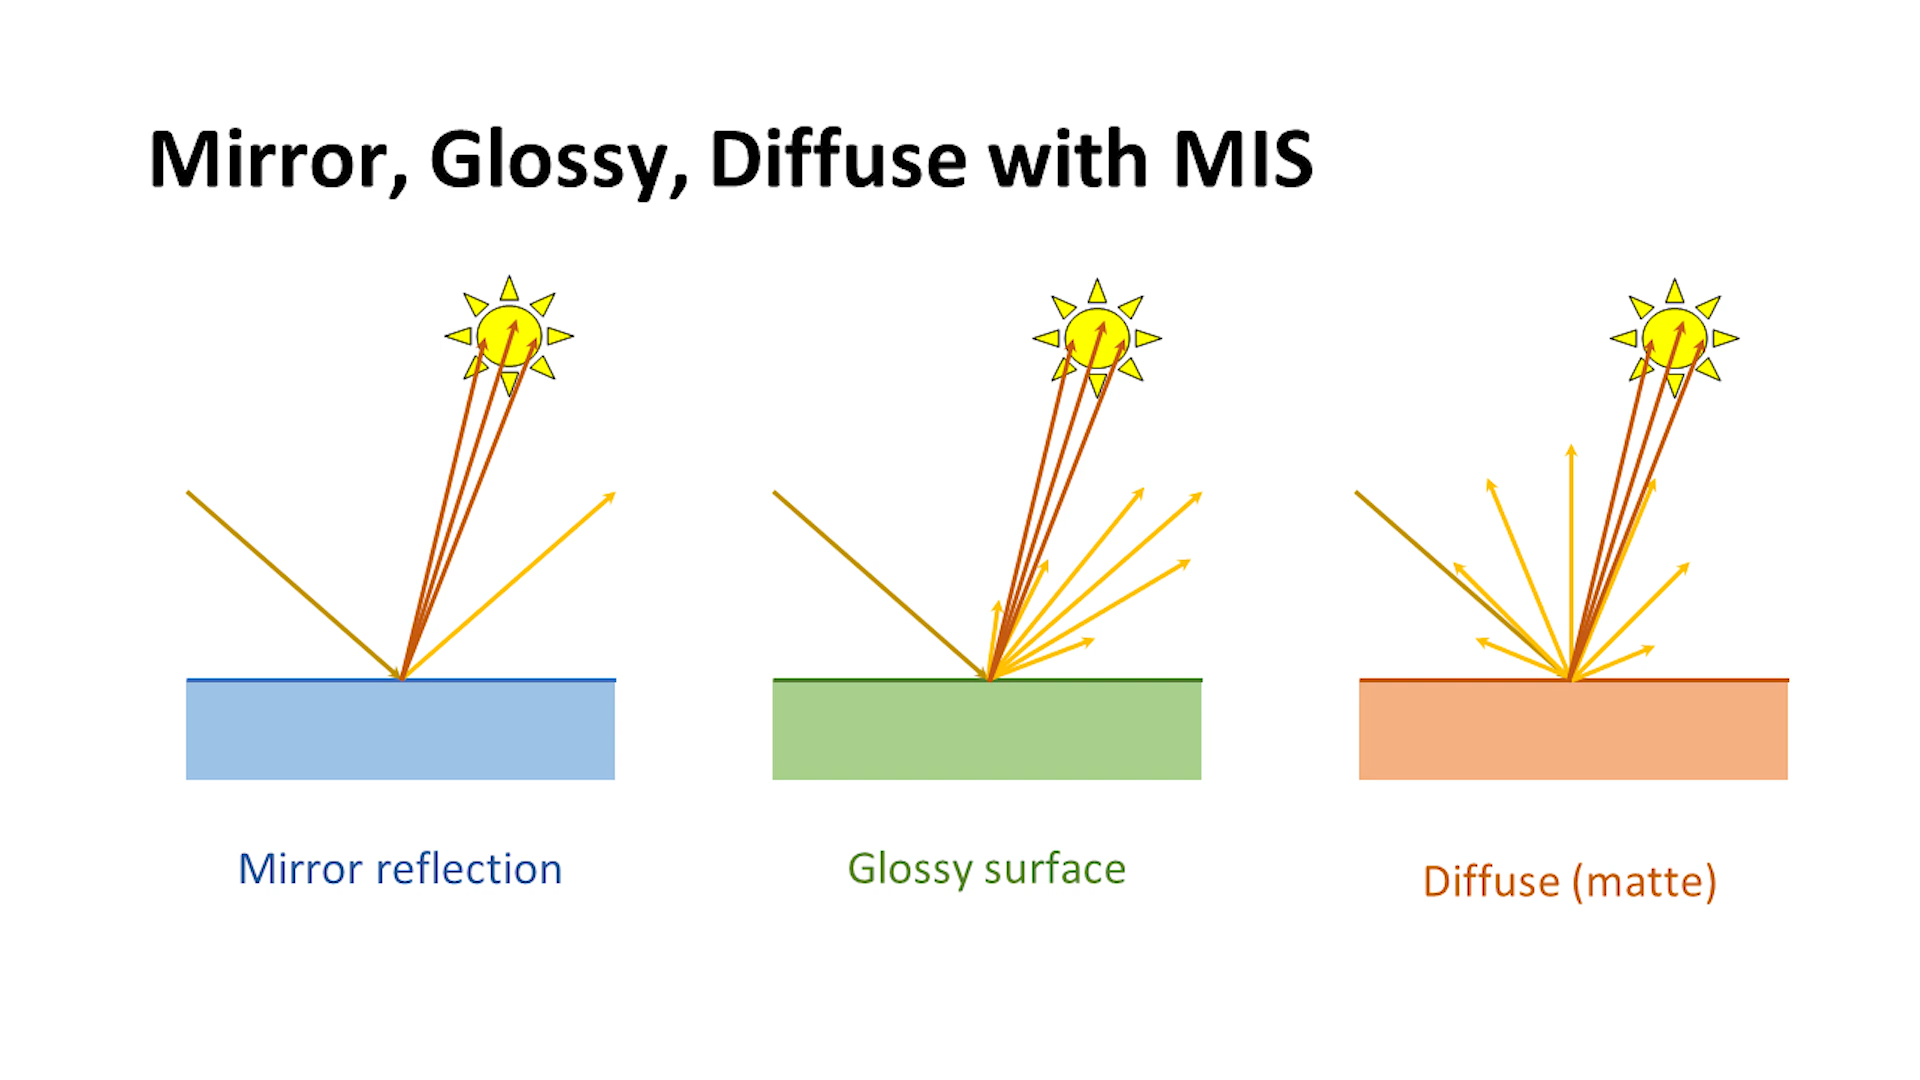 Mirror, Glossy, Diffuse with MIS
Mirror reflection
Glossy surface
Diffuse (matte)